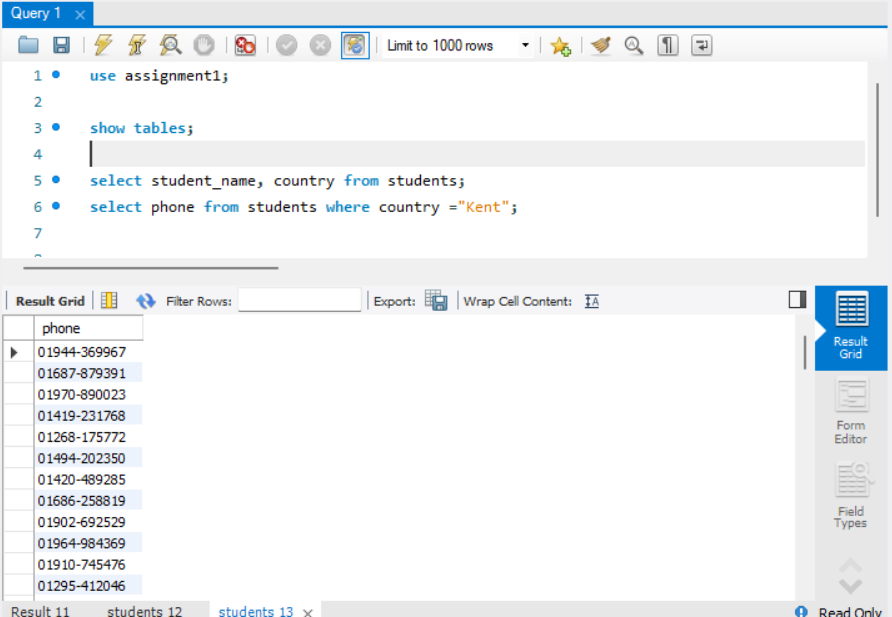 Query 1
Limit to 1000 rows
1 use assignment1;
2
3 show tables;
4
5 select student_name, country from students;
6 select phone from students where country ="Kent";
7
Result Grid Filter Rows: Export: Wrap Cell Content:
phone
01944-369967
01687-879391
01970-890023
01419-231768
01268-175772
01494-202350
01420-489285
01686-258819
01902-692529
01964-984369
01910-745476
01295-412046
Result
Grid
Form
Editor
Field
Types
Result 11 students 12 students 13 Read Only